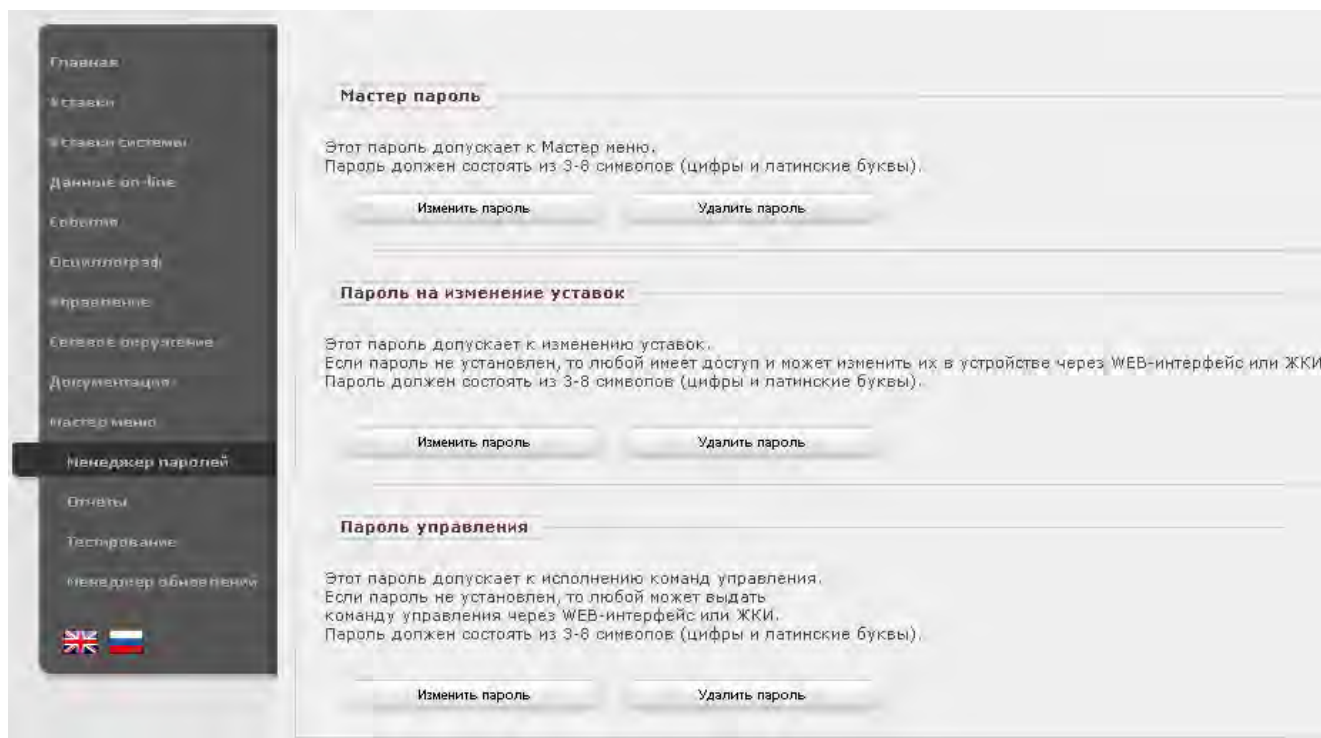 Главная
Уставки
Уставки системы
Данные on-line
События
Осциллограф
Управление
Сетевое окружение
Документация
Мастер меню
Менеджер паролей
Отчеты
Тестирование
Менеджер обновлений
Мастер пароль
Этот пароль допускает к Мастер меню.
Пароль должен состоять из 3-8 символов (цифры и латинские буквы).
Изменить пароль
Удалить пароль
Пароль на изменение уставок
Этот пароль допускает к изменению уставок.
Если пароль не установлен, то любой имеет доступ и может изменить их в устройстве через WEB-интерфейс или ЖКИ
Пароль должен состоять из 3-8 символов (цифры и латинские буквы).
Изменить пароль
Удалить пароль
Пароль управления
Этот пароль допускает к исполнению команд управления.
Если пароль не установлен, то любой может выдать
команду управления через WEB-интерфейс или ЖКИ.
Пароль должен состоять из 3-8 символов (цифры и латинские буквы).
Изменить пароль
Удалить пароль